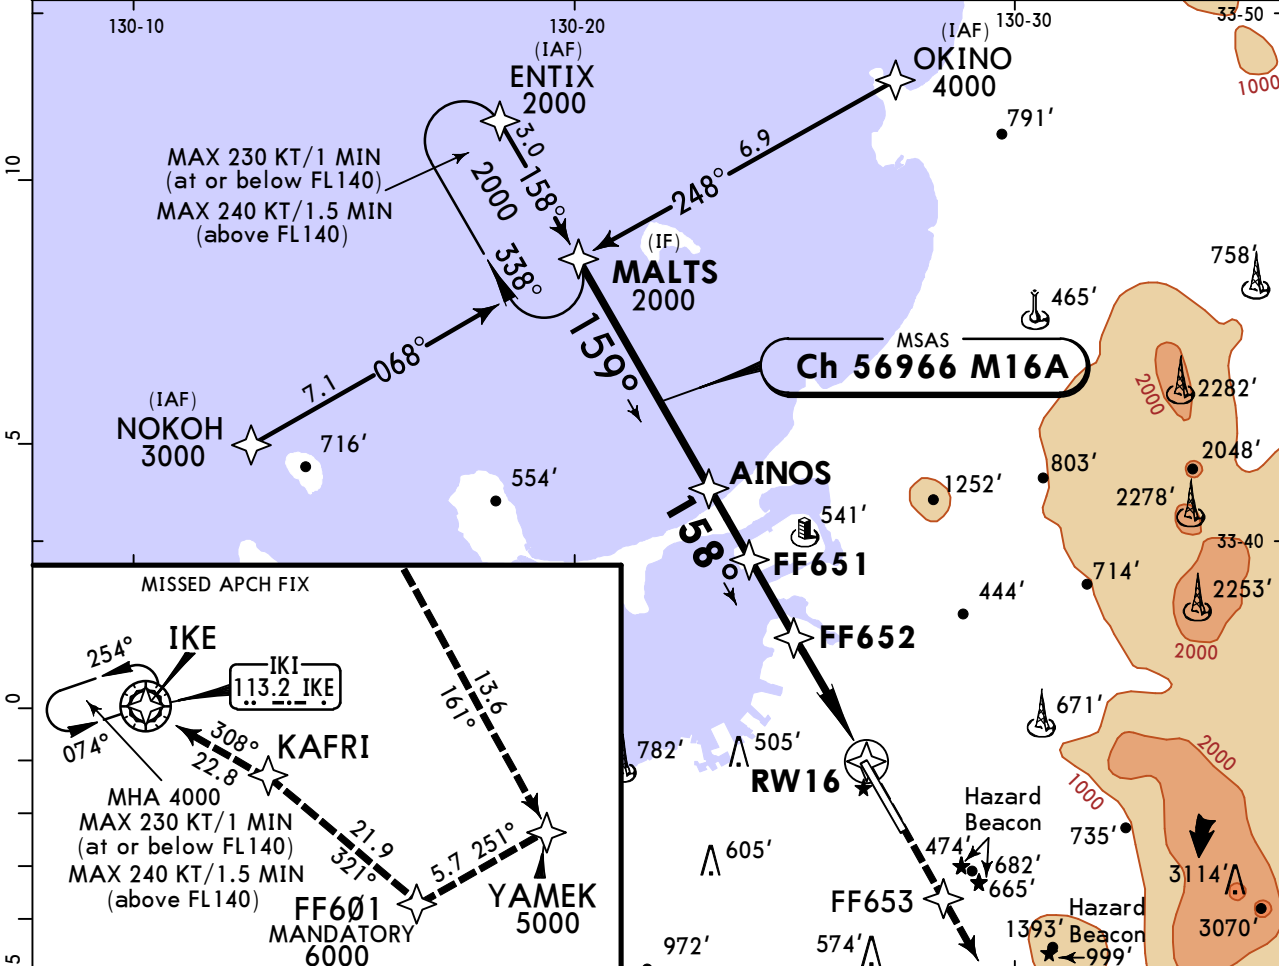 130-10
130-20
130-30
33-50
(IAF)
ENTIX
2000
(IAF)
OKINO
4000
1000
791′
3.0
158°
6.9
248°
MAX 230 KT/1 MIN
(at or below FL140)
MAX 240 KT/1.5 MIN
(above FL140)
2000
338°
10
(IF)
MALTS
2000
758′
465′
MSAS
Ch 56966 M16A
159°
7.1
068°
(IAF)
NOKOH
3000
716′
5
554′
2000
2282′
2048′
2278′
803′
1252′
AINOS
541′
158°
FF651
33-40
714′
2253′
444′
FF652
2000
MISSED APCH FIX
IKE
254°
074°
IKI
113.2 IKE
308°
22.8
KAFRI
13.6
161°
MHA 4000
MAX 230 KT/1 MIN
(at or below FL140)
MAX 240 KT/1.5 MIN
(above FL140)
21.9
321°
5.7 251°
FF6Ø1
MANDATORY
6000
YAMEK
5000
0
671′
782′
505′
RW16
2000
1000
Hazard
Beacon
735′
605′
474′
682′
665′
3114′
FF653
Hazard
Beacon
1393′
999′
3070′
972′
574′
5